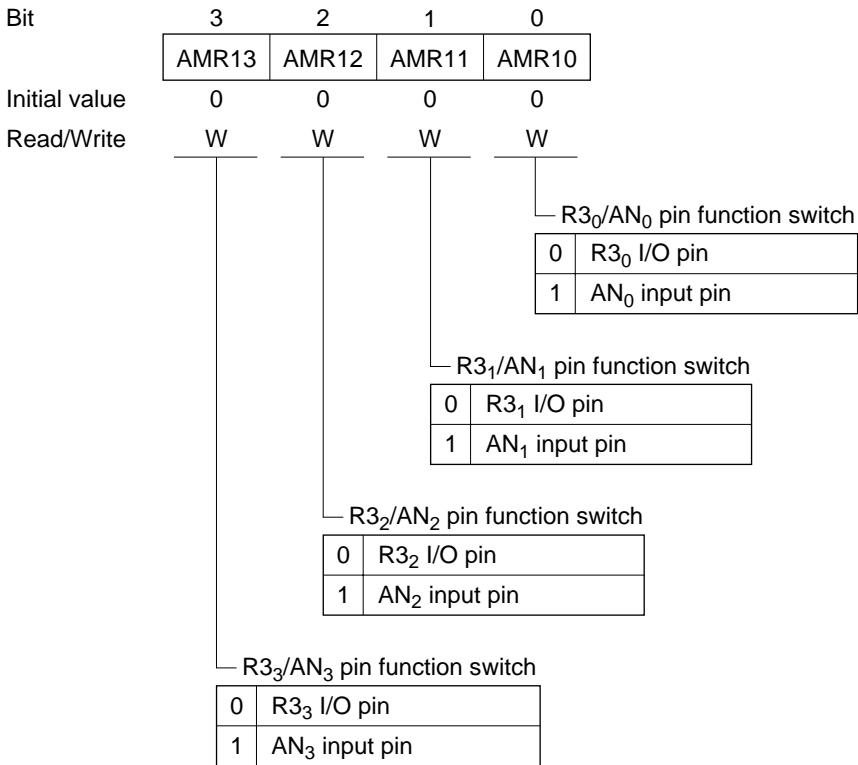 Bit 3 2 1 0
AMR13 AMR12 AMR11 AMR10
Initial value 0 0 0 0
Read/Write W W W W
R3₀/AN₀ pin function switch
0 R3₀ I/O pin
1 AN₀ input pin
R3₁/AN₁ pin function switch
0 R3₁ I/O pin
1 AN₁ input pin
R3₂/AN₂ pin function switch
0 R3₂ I/O pin
1 AN₂ input pin
R3₃/AN₃ pin function switch
0 R3₃ I/O pin
1 AN₃ input pin